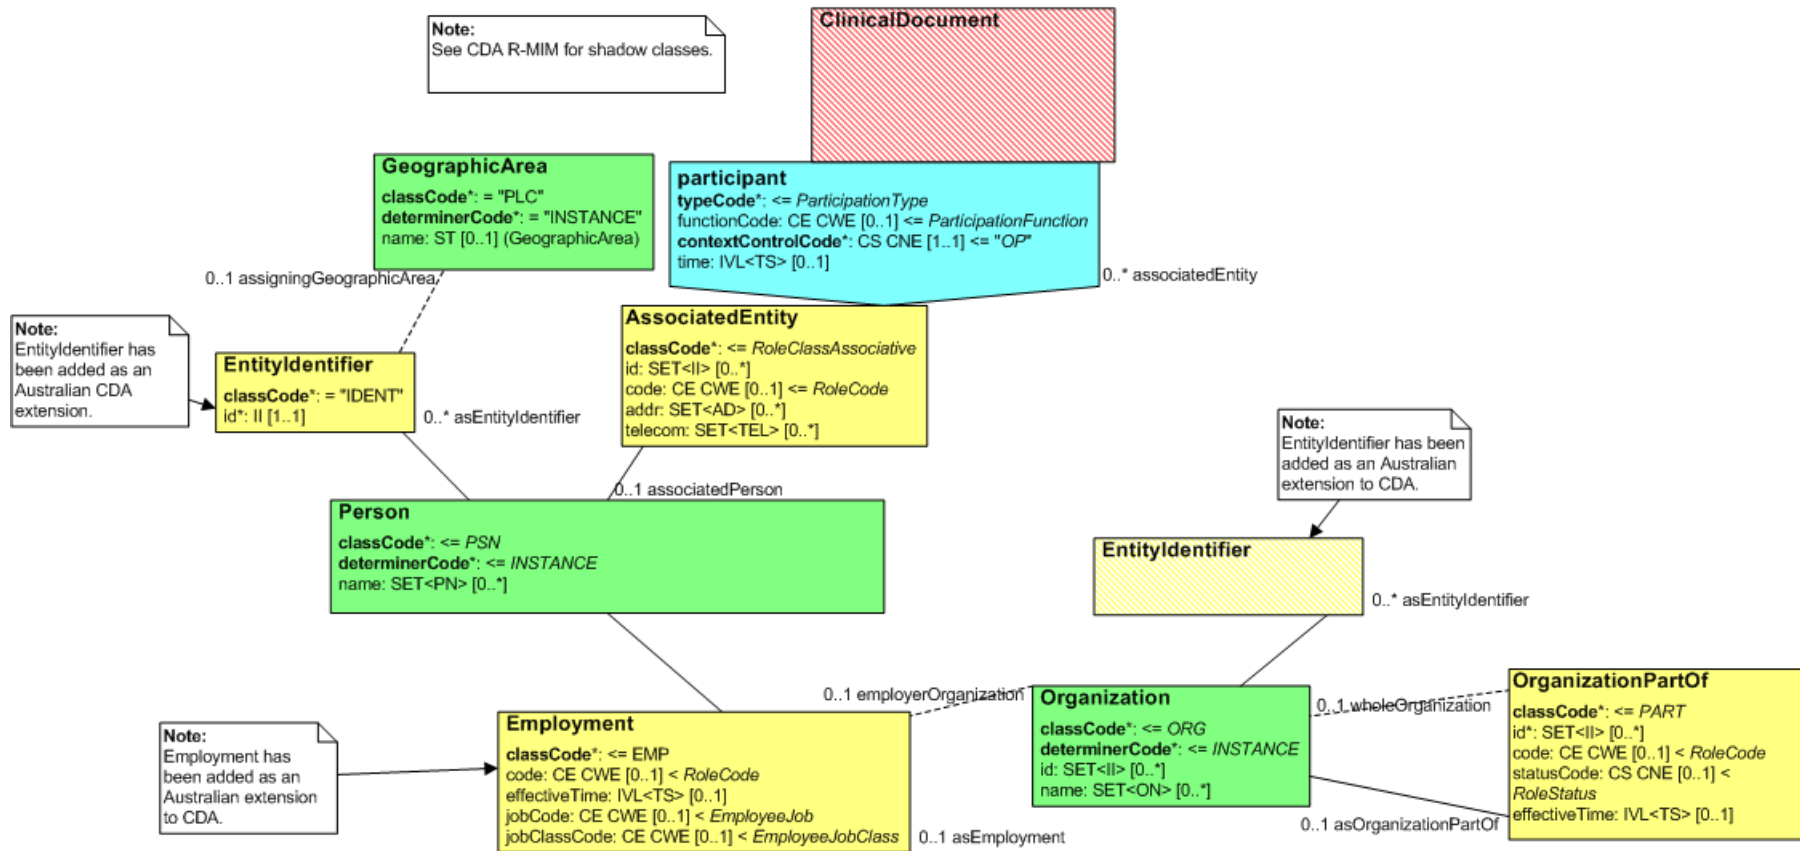 Note:
See CDA R-MIM for shadow classes.
ClinicalDocument
GeographicArea
classCode*: = "PLC"
determinerCode*: = "INSTANCE"
name: ST [0..1] (GeographicArea)
participant
typeCode*: <= ParticipationType
functionCode: CE CWE [0..1] <= ParticipationFunction
contextControlCode*: CS CNE [1..1] <= "OP"
time: IVL<TS> [0..1]
0..1 assigningGeographicArea
0..* associatedEntity
Note:
EntityIdentifier has
been added as an
Australian CDA
extension.
EntityIdentifier
classCode*: = "IDENT"
id*: II [1..1]
0..* asEntityIdentifier
AssociatedEntity
classCode*: <= RoleClassAssociative
id: SET<II> [0..*]
code: CE CWE [0..1] <= RoleCode
addr: SET<AD> [0..*]
telecom: SET<TEL> [0..*]
0..1 associatedPerson
Note:
EntityIdentifier has been
added as an Australian
extension to CDA.
Person
classCode*: <= PSN
determinerCode*: <= INSTANCE
name: SET<PN> [0..*]
EntityIdentifier
0..* asEntityIdentifier
0..1 employerOrganization
Organization
classCode*: <= ORG
determinerCode*: <= INSTANCE
id: SET<II> [0..*]
name: SET<ON> [0..*]
0..1 wholeOrganization
OrganizationPartOf
classCode*: <= PART
id*: SET<II> [0..*]
code: CE CWE [0..1] < RoleCode
statusCode: CS CNE [0..1] <
RoleStatus
effectiveTime: IVL<TS> [0..1]
0..1 asOrganizationPartOf
Note:
Employment has
been added as an
Australian extension
to CDA.
Employment
classCode*: <= EMP
code: CE CWE [0..1] < RoleCode
effectiveTime: IVL<TS> [0..1]
jobCode: CE CWE [0..1] < EmployeeJob
jobClassCode: CE CWE [0..1] < EmployeeJobClass
0..1 asEmployment